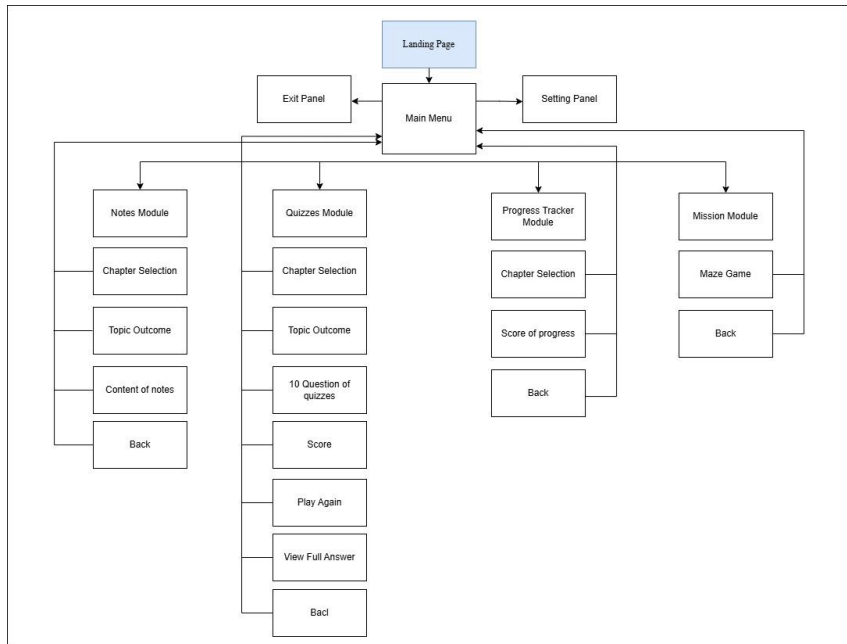 Landing Page
Exit Panel
Main Menu
Setting Panel
Notes Module
Chapter Selection
Topic Outcome
Content of notes
Back
Quizzes Module
Chapter Selection
Topic Outcome
10 Question of
quizzes
Score
Play Again
View Full Answer
Bacl
Progress Tracker
Module
Chapter Selection
Score of progress
Back
Mission Module
Maze Game
Back